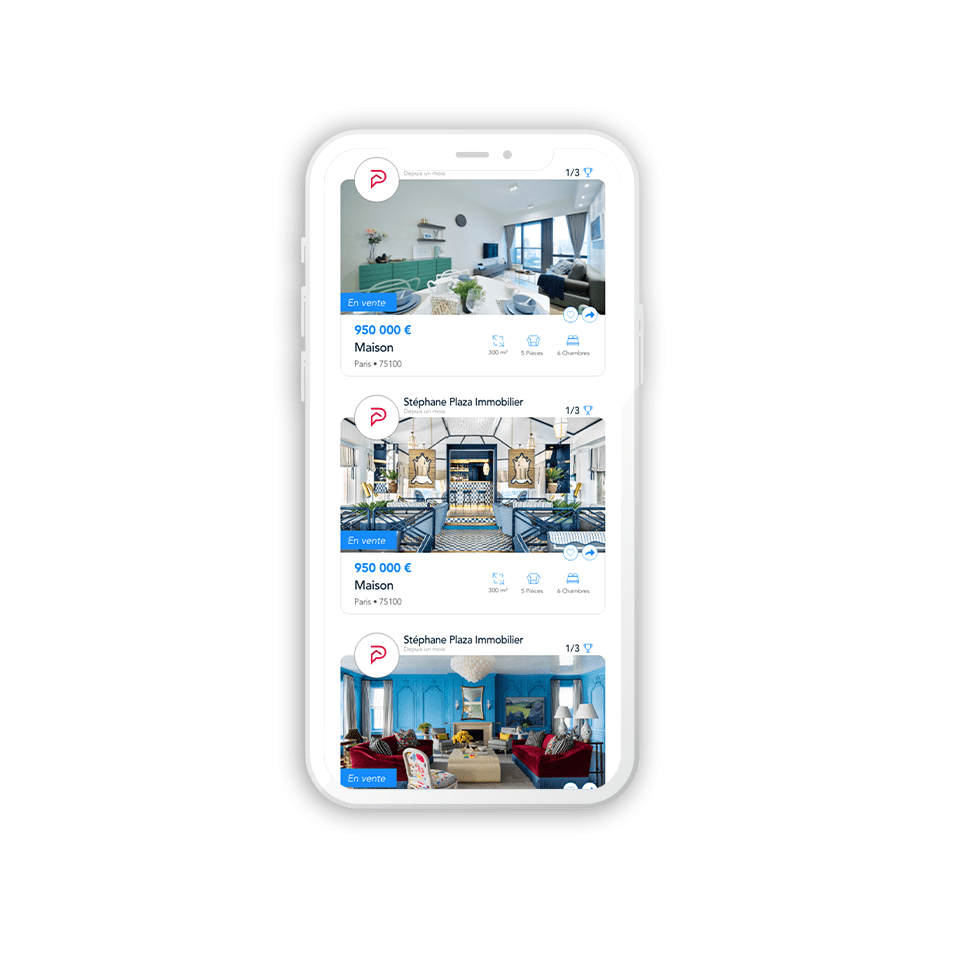 Depuis un mois
1/3
En vente
950 000 €
Maison
Paris • 75100
300 m²
5 Pièces
6 Chambres
Stéphane Plaza Immobilier
Depuis un mois
1/3
En vente
950 000 €
Maison
Paris • 75100
300 m²
5 Pièces
6 Chambres
Stéphane Plaza Immobilier
Depuis un mois
1/3
En vente